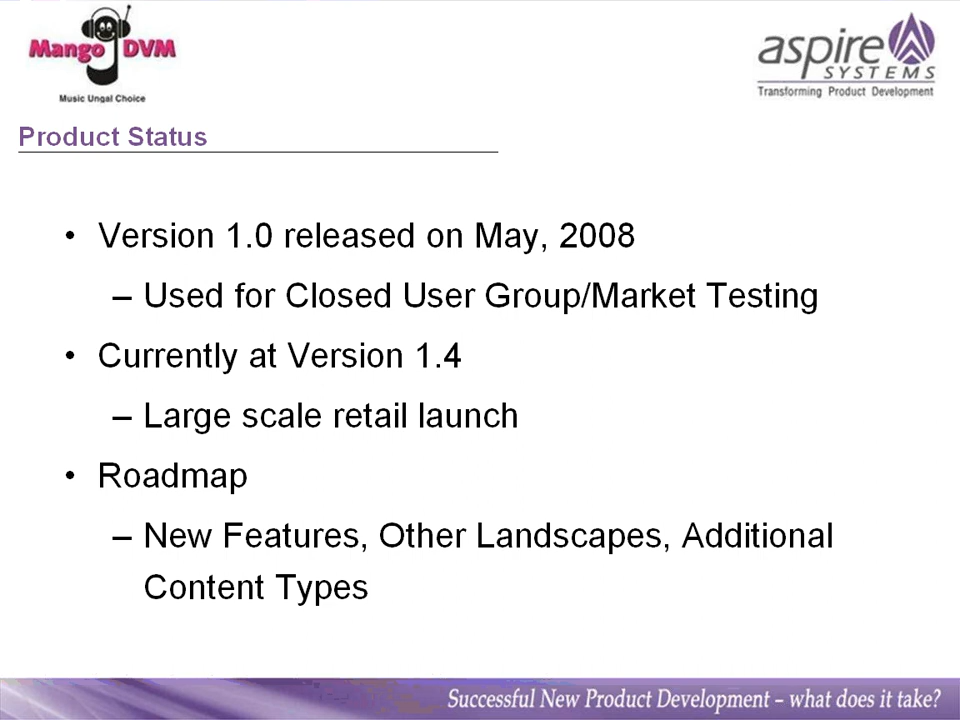 Mango DVM
Music Ungal Choice
aspire
SYSTEMS
Transforming Product Development
Product Status
• Version 1.0 released on May, 2008
– Used for Closed User Group/Market Testing
• Currently at Version 1.4
– Large scale retail launch
• Roadmap
– New Features, Other Landscapes, Additional
Content Types
Successful New Product Development – what does it take?